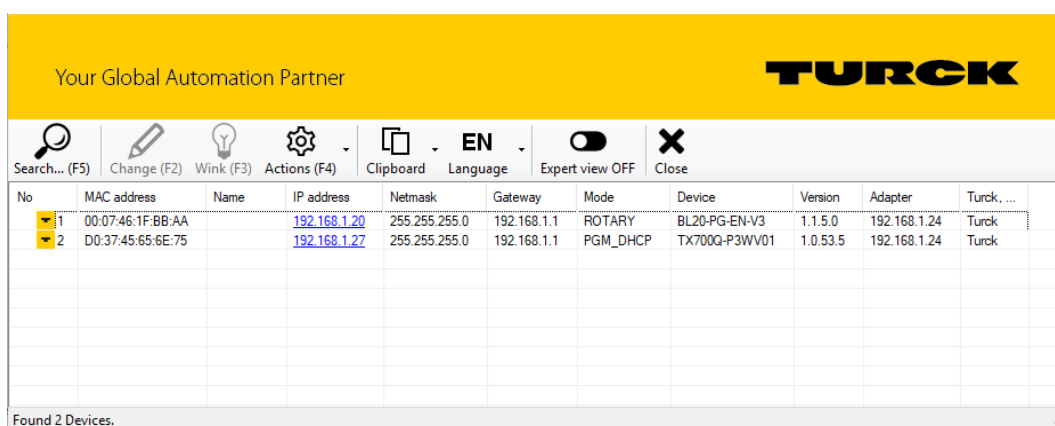 Your Global Automation Partner
TURCK
Search... (F5) Change (F2) Wink (F3) Actions (F4) Clipboard EN Language Expert view OFF Close
No MAC address Name IP address Netmask Gateway Mode Device Version Adapter Turck, ...
1 00:07:46:1F:BB:AA 192.168.1.20 255.255.255.0 192.168.1.1 ROTARY BL20-PG-EN-V3 1.1.5.0 192.168.1.24 Turck
2 D0:37:45:65:6E:75 192.168.1.27 255.255.255.0 192.168.1.1 PGM_DHCP TX700Q-P3WV01 1.0.53.5 192.168.1.24 Turck
Found 2 Devices.